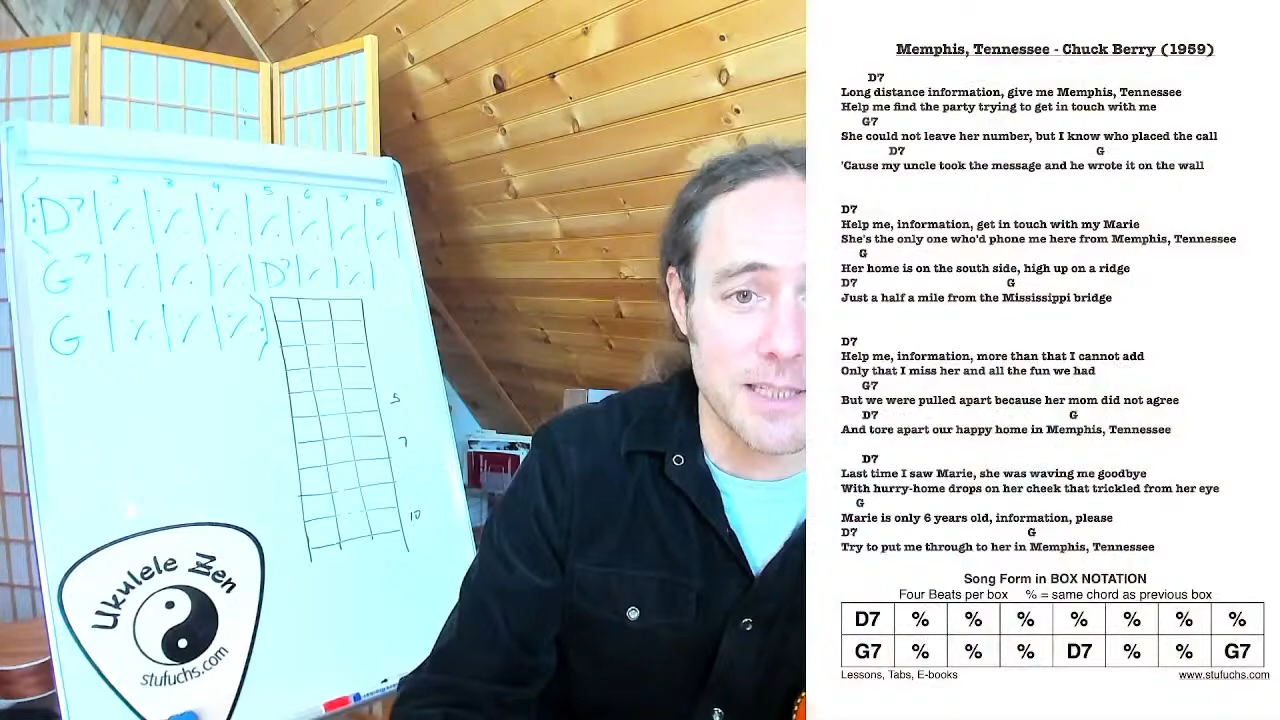 2 3 4 5 6 7 8
D7 | % | % | % | % | % | % | % |
G7 | % | % | % | D7 | % | % |
G | % | % | %
5
7
10
Ukulele Zen
stufuchs.com
Memphis, Tennessee - Chuck Berry (1959)
D7
Long distance information, give me Memphis, Tennessee
Help me find the party trying to get in touch with me
G7
She could not leave her number, but I know who placed the call
D7 G
'Cause my uncle took the message and he wrote it on the wall
D7
Help me, information, get in touch with my Marie
She's the only one who'd phone me here from Memphis, Tennessee
G
Her home is on the south side, high up on a ridge
D7 G
Just a half a mile from the Mississippi bridge
D7
Help me, information, more than that I cannot add
Only that I miss her and all the fun we had
G7
But we were pulled apart because her mom did not agree
D7 G
And tore apart our happy home in Memphis, Tennessee
D7
Last time I saw Marie, she was waving me goodbye
With hurry-home drops on her cheek that trickled from her eye
G
Marie is only 6 years old, information, please
D7 G
Try to put me through to her in Memphis, Tennessee
Song Form in BOX NOTATION
Four Beats per box % = same chord as previous box
D7 % % % % % % %
G7 % % % D7 % % G7
Lessons, Tabs, E-books www.stufuchs.com